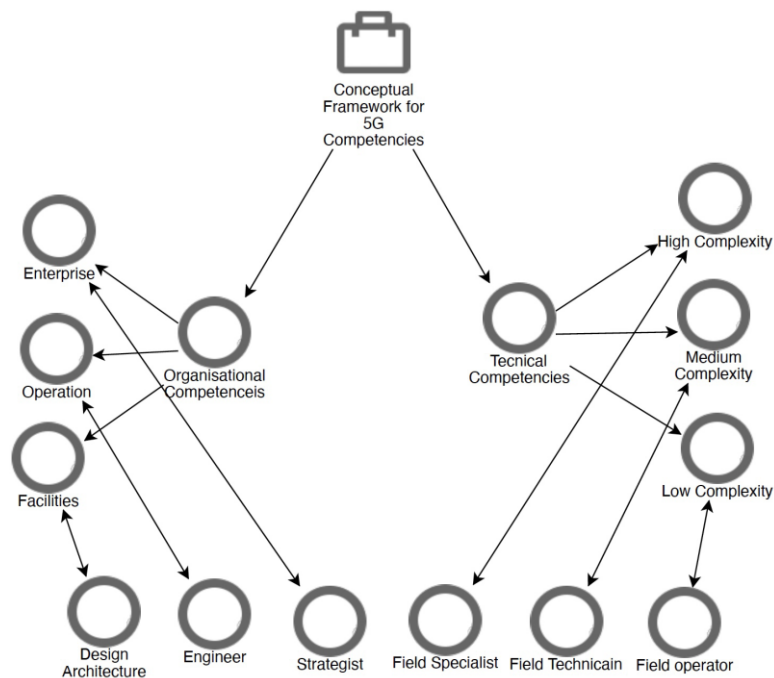 Conceptual
Framework for
5G
Competencies
Enterprise
High Complexity
Operation
Organisational
Competenceis
Tecnical
Competencies
Medium
Complexity
Facilities
Low Complexity
Design
Architecture
Engineer
Strategist
Field Specialist
Field Technicain
Field operator